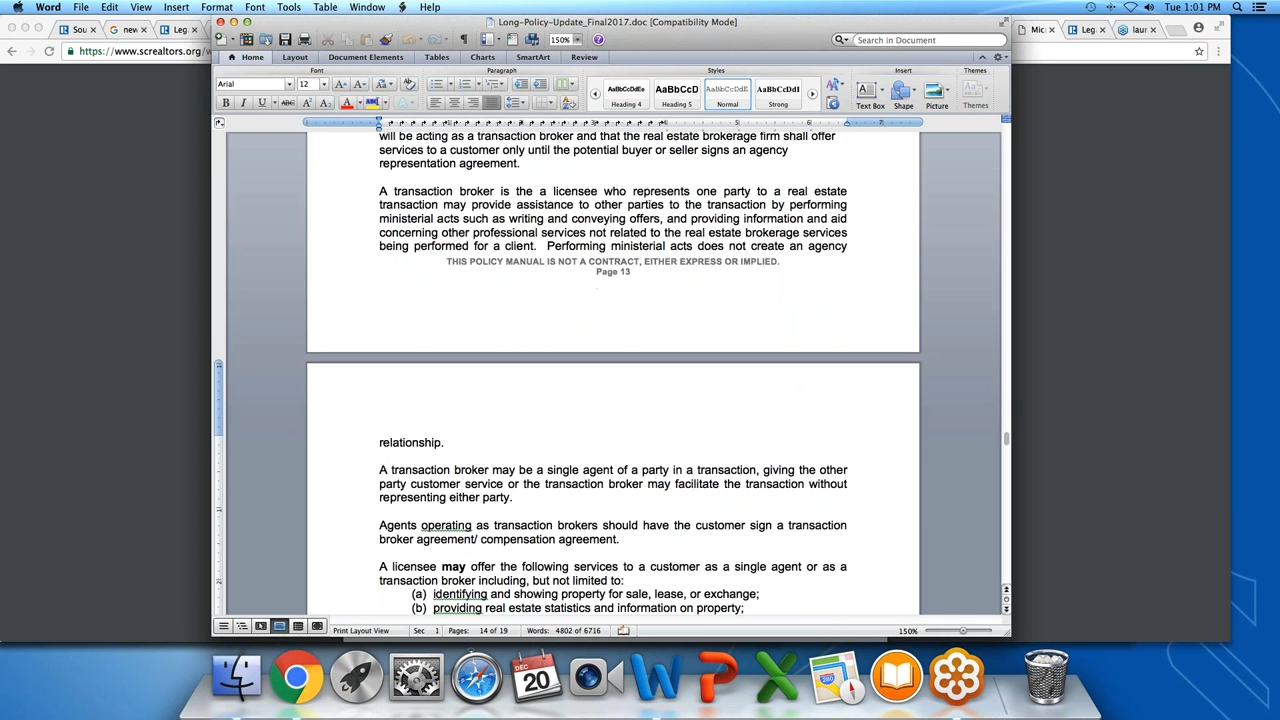 Word File Edit View Insert Format Font Tools Table Window Help
Tue 1:01 PM
Long-Policy-Update_Final2017.doc [Compatibility Mode]
Sou
new
Leg
Mic
Leg
laur
https://www.screaltors.org/w
150%
Search in Document
Home Layout Document Elements Tables Charts SmartArt Review
Font Paragraph Styles Insert Themes
Arial 12
AaBbCcDdEe AaBbCcD AaBbCcDdE AaBbCcDdI
Heading 4 Heading 5 Normal Strong
Text Box Shape Picture Themes
will be acting as a transaction broker and that the real estate brokerage firm shall offer
services to a customer only until the potential buyer or seller signs an agency
representation agreement.
A transaction broker is the a licensee who represents one party to a real estate
transaction may provide assistance to other parties to the transaction by performing
ministerial acts such as writing and conveying offers, and providing information and aid
concerning other professional services not related to the real estate brokerage services
being performed for a client. Performing ministerial acts does not create an agency
THIS POLICY MANUAL IS NOT A CONTRACT, EITHER EXPRESS OR IMPLIED.
Page 13
relationship.
A transaction broker may be a single agent of a party in a transaction, giving the other
party customer service or the transaction broker may facilitate the transaction without
representing either party.
Agents operating as transaction brokers should have the customer sign a transaction
broker agreement/ compensation agreement.
A licensee may offer the following services to a customer as a single agent or as a
transaction broker including, but not limited to:
(a) identifying and showing property for sale, lease, or exchange;
(b) providing real estate statistics and information on property;
Print Layout View Sec 1 Pages: 14 of 19 Words: 4802 of 6716 150%
DEC
20